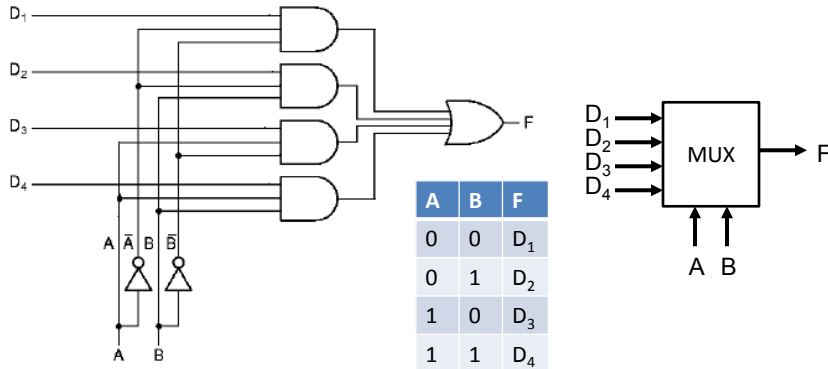 D₁
D₂
D₃
D₄
F
A Ā B B̄
A B
A B F
0 0 D₁
0 1 D₂
1 0 D₃
1 1 D₄
D₁
D₂
D₃
D₄
MUX
F
A B